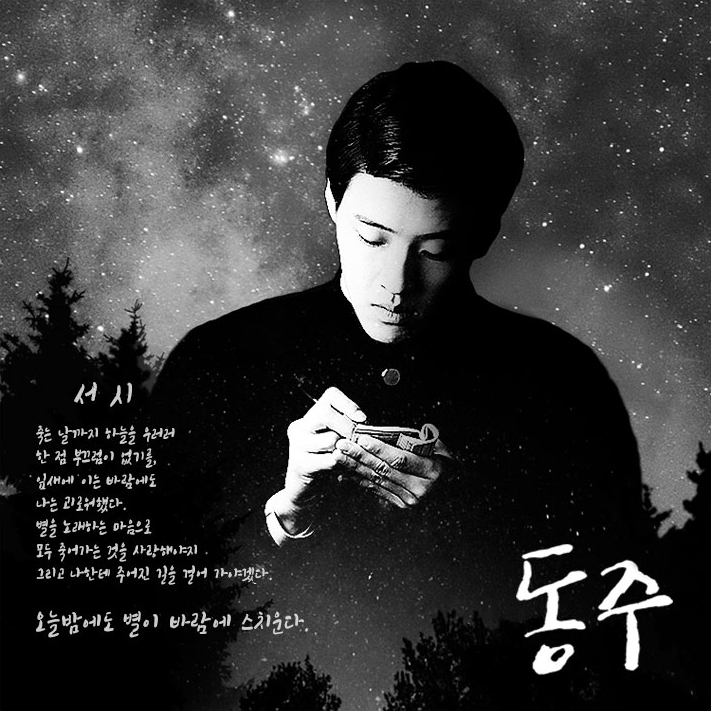 서 시
죽는 날까지 하늘을 우러러
한 점 부끄럼이 없기를,
잎새에 이는 바람에도
나는 괴로워했다.
별을 노래하는 마음으로
모두 죽어가는 것을 사랑해야지
그리고 나한테 주어진 길을 걸어 가야겠다.
오늘밤에도 별이 바람에 스치운다.
동주